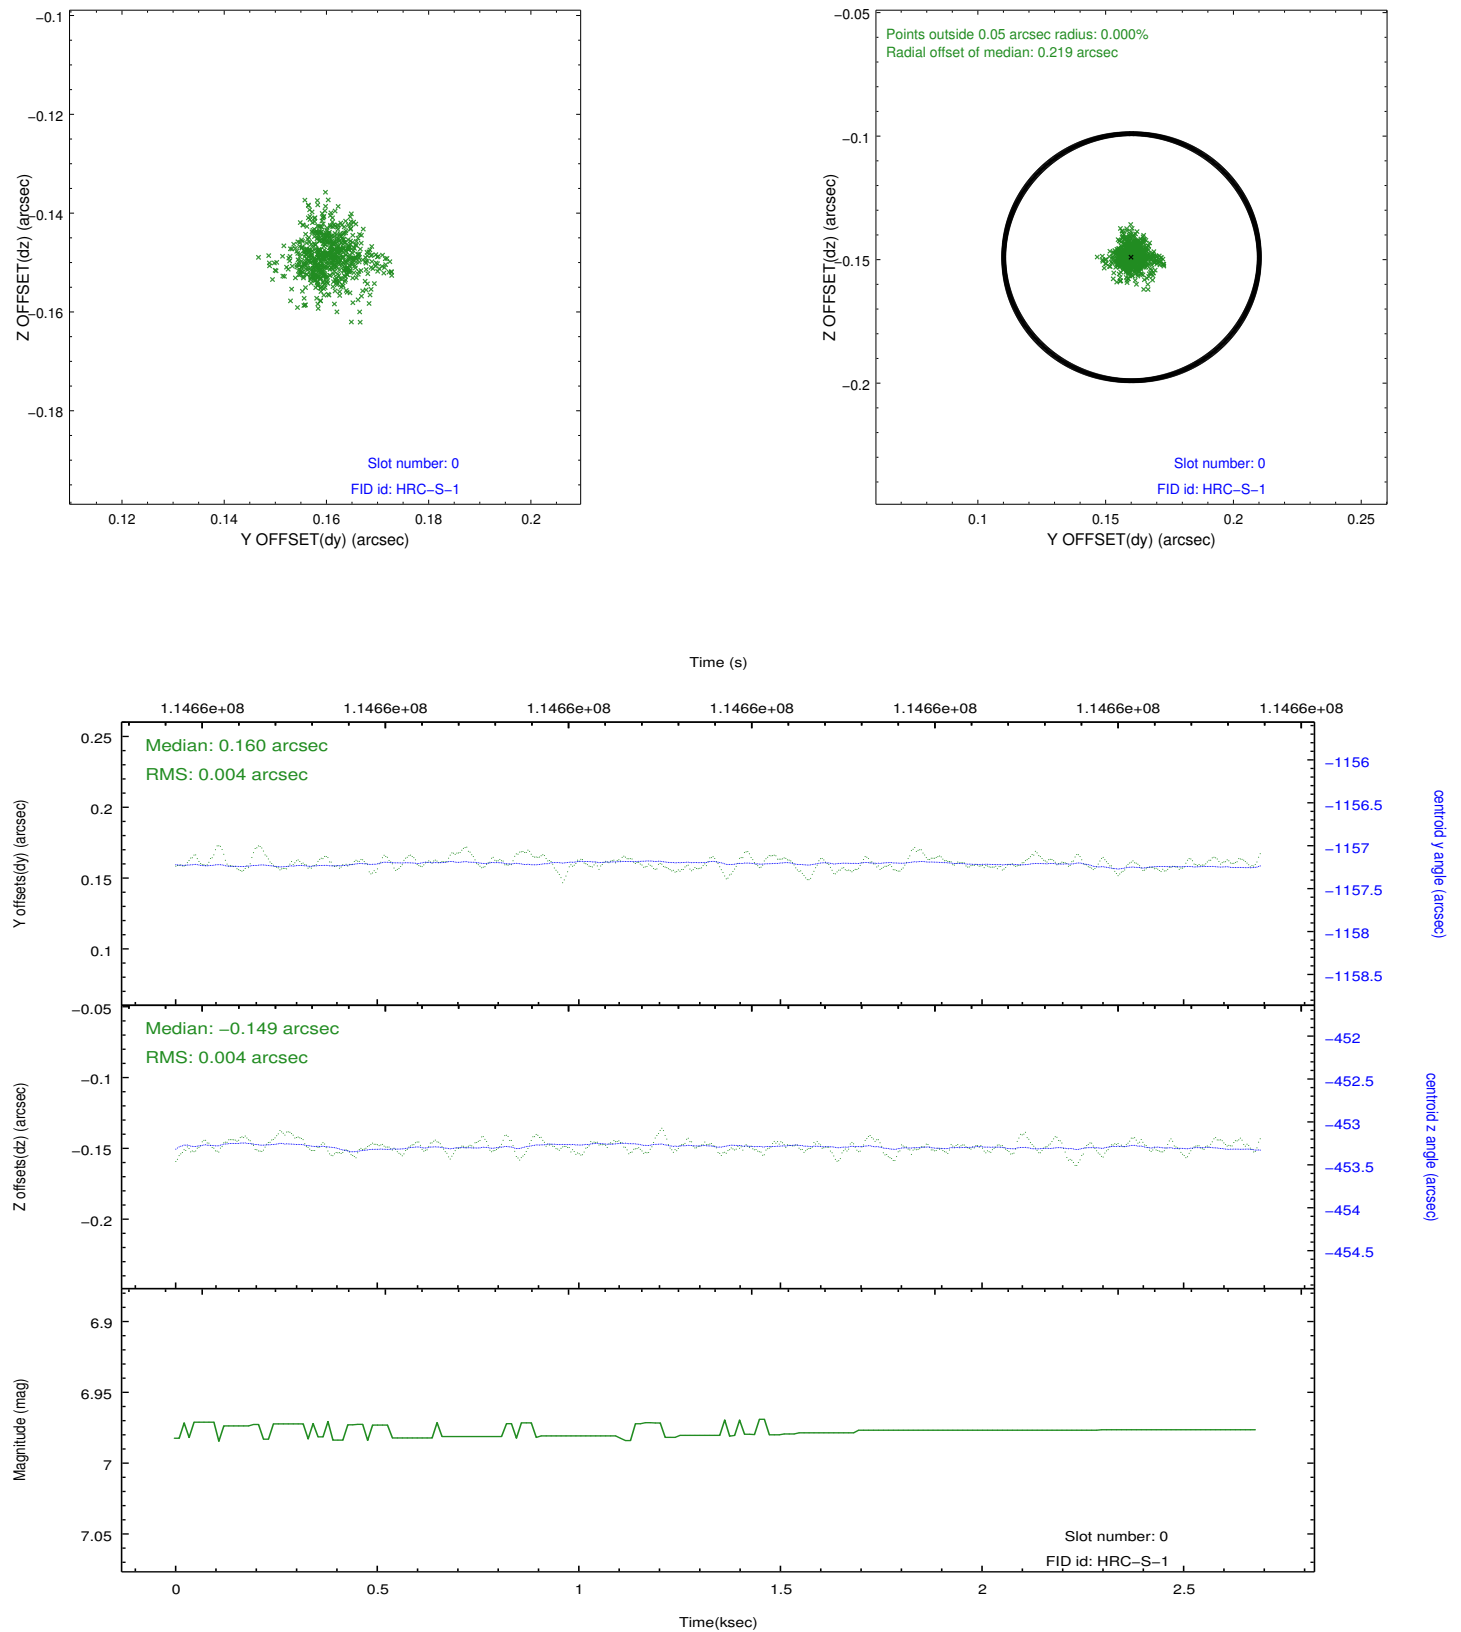 −0.1
−0.12
−0.14
−0.16
−0.18
Z OFFSET(dz) (arcsec)
Slot number: 0
FID id: HRC−S−1
0.12 0.14 0.16 0.18 0.2
Y OFFSET(dy) (arcsec)
−0.05
−0.1
−0.15
−0.2
Z OFFSET(dz) (arcsec)
Points outside 0.05 arcsec radius: 0.000%
Radial offset of median: 0.219 arcsec
Slot number: 0
FID id: HRC−S−1
0.1 0.15 0.2 0.25
Y OFFSET(dy) (arcsec)
Time (s)
1.1466e+08 1.1466e+08 1.1466e+08 1.1466e+08 1.1466e+08 1.1466e+08 1.1466e+08
Median: 0.160 arcsec
RMS: 0.004 arcsec
0.25
0.2
0.15
0.1
Y offsets(dy) (arcsec)
−1156
−1156.5
−1157
−1157.5
−1158
−1158.5
centroid y angle (arcsec)
Median: −0.149 arcsec
RMS: 0.004 arcsec
−0.05
−0.1
−0.15
−0.2
Z offsets(dz) (arcsec)
−452
−452.5
−453
−453.5
−454
−454.5
centroid z angle (arcsec)
6.9
6.95
7
7.05
Magnitude (mag)
Slot number: 0
FID id: HRC−S−1
0 0.5 1 1.5 2 2.5
Time(ksec)